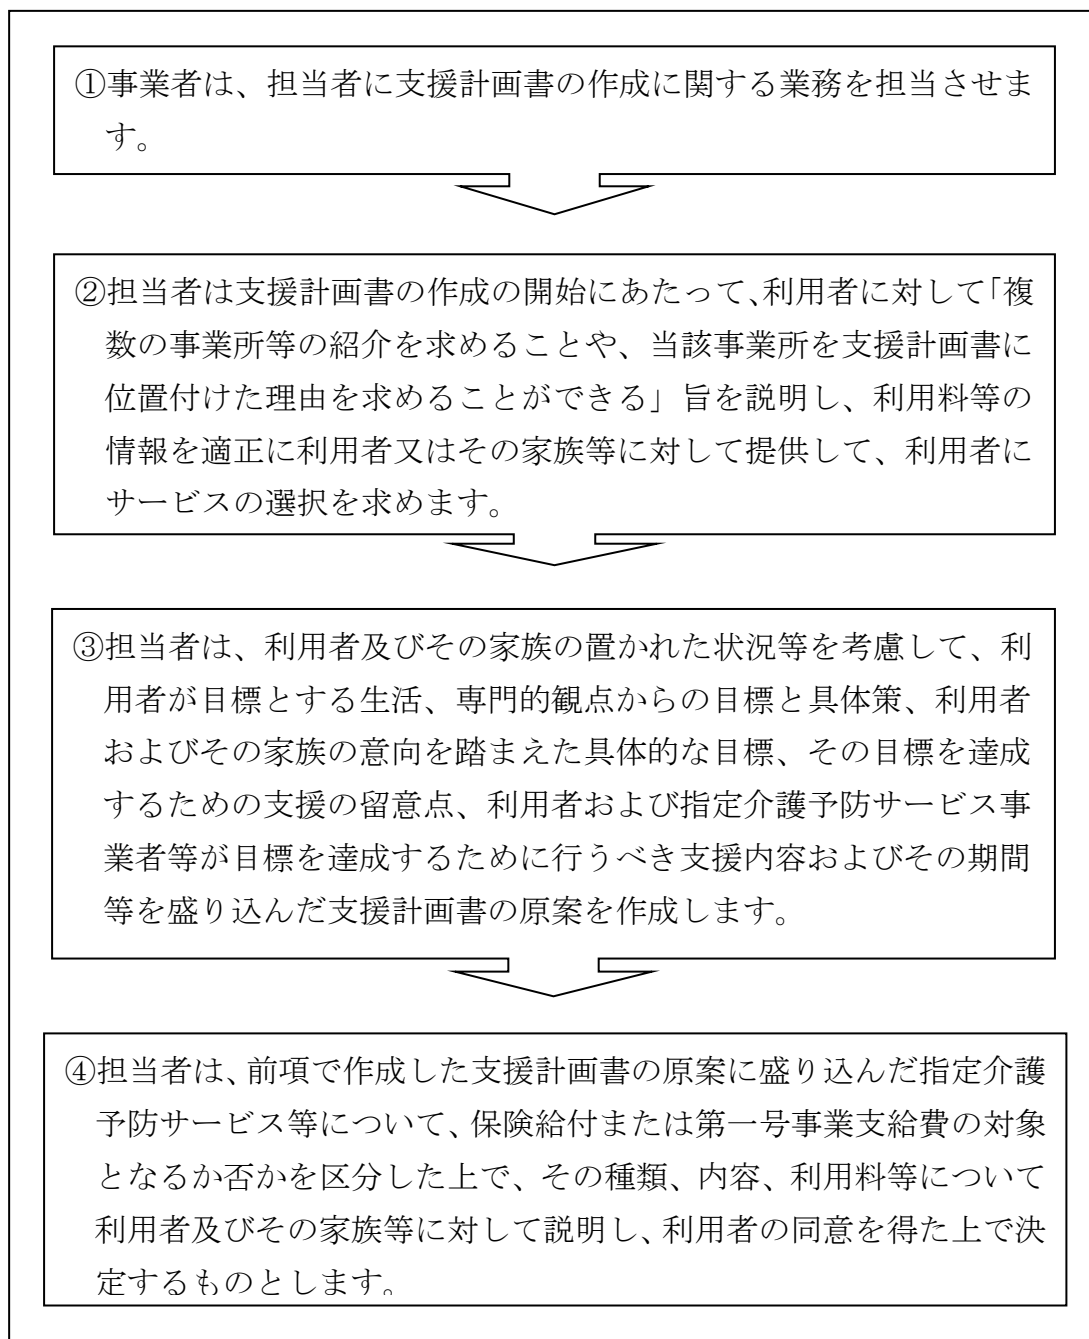 ①事業者は、担当者に支援計画書の作成に関する業務を担当させま
す。
②担当者は支援計画書の作成の開始にあたって、利用者に対して「複
数の事業所等の紹介を求めることや、当該事業所を支援計画書に
位置付けた理由を求めることができる」旨を説明し、利用料等の
情報を適正に利用者又はその家族等に対して提供して、利用者に
サービスの選択を求めます。
③担当者は、利用者及びその家族の置かれた状況等を考慮して、利
用者が目標とする生活、専門的観点からの目標と具体策、利用者
およびその家族の意向を踏まえた具体的な目標、その目標を達成
するための支援の留意点、利用者および指定介護予防サービス事
業者等が目標を達成するために行うべき支援内容およびその期間
等を盛り込んだ支援計画書の原案を作成します。
④担当者は、前項で作成した支援計画書の原案に盛り込んだ指定介護
予防サービス等について、保険給付または第一号事業支給費の対象
となるか否かを区分した上で、その種類、内容、利用料等について
利用者及びその家族等に対して説明し、利用者の同意を得た上で決
定するものとします。